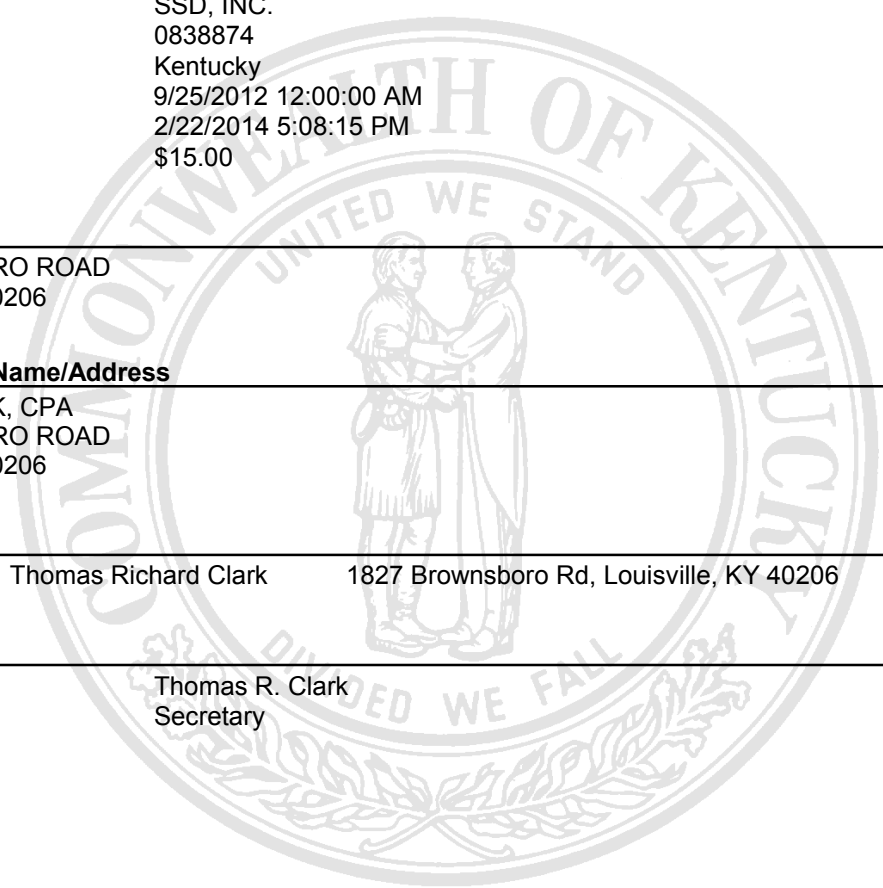 SSD, INC.
0838874
Kentucky
9/25/2012 12:00:00 AM
2/22/2014 5:08:15 PM
$15.00
RO ROAD
0206
Name/Address
K, CPA
RO ROAD
0206
Thomas Richard Clark 1827 Brownsboro Rd, Louisville, KY 40206
Thomas R. Clark
Secretary
COMMONWEALTH OF KENTUCKY
UNITED WE STAND
DIVIDED WE FALL